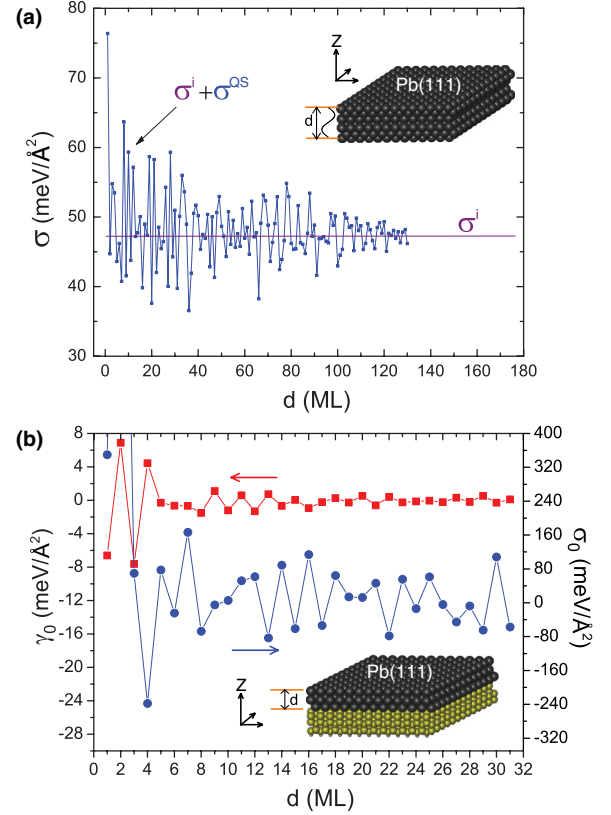 (a)
80
70
60
50
40
30
σ (meV/Å²)
σⁱ + σ^QS
Z
Pb(111)
d
σⁱ
0 20 40 60 80 100 120 140 160 180
d (ML)
(b)
8
4
0
-4
-8
-12
-16
-20
-24
-28
γ₀ (meV/Å²)
400
320
240
160
80
0
-80
-160
-240
-320
σ₀ (meV/Å²)
Pb(111)
Z
d
0 2 4 6 8 10 12 14 16 18 20 22 24 26 28 30 32
d (ML)